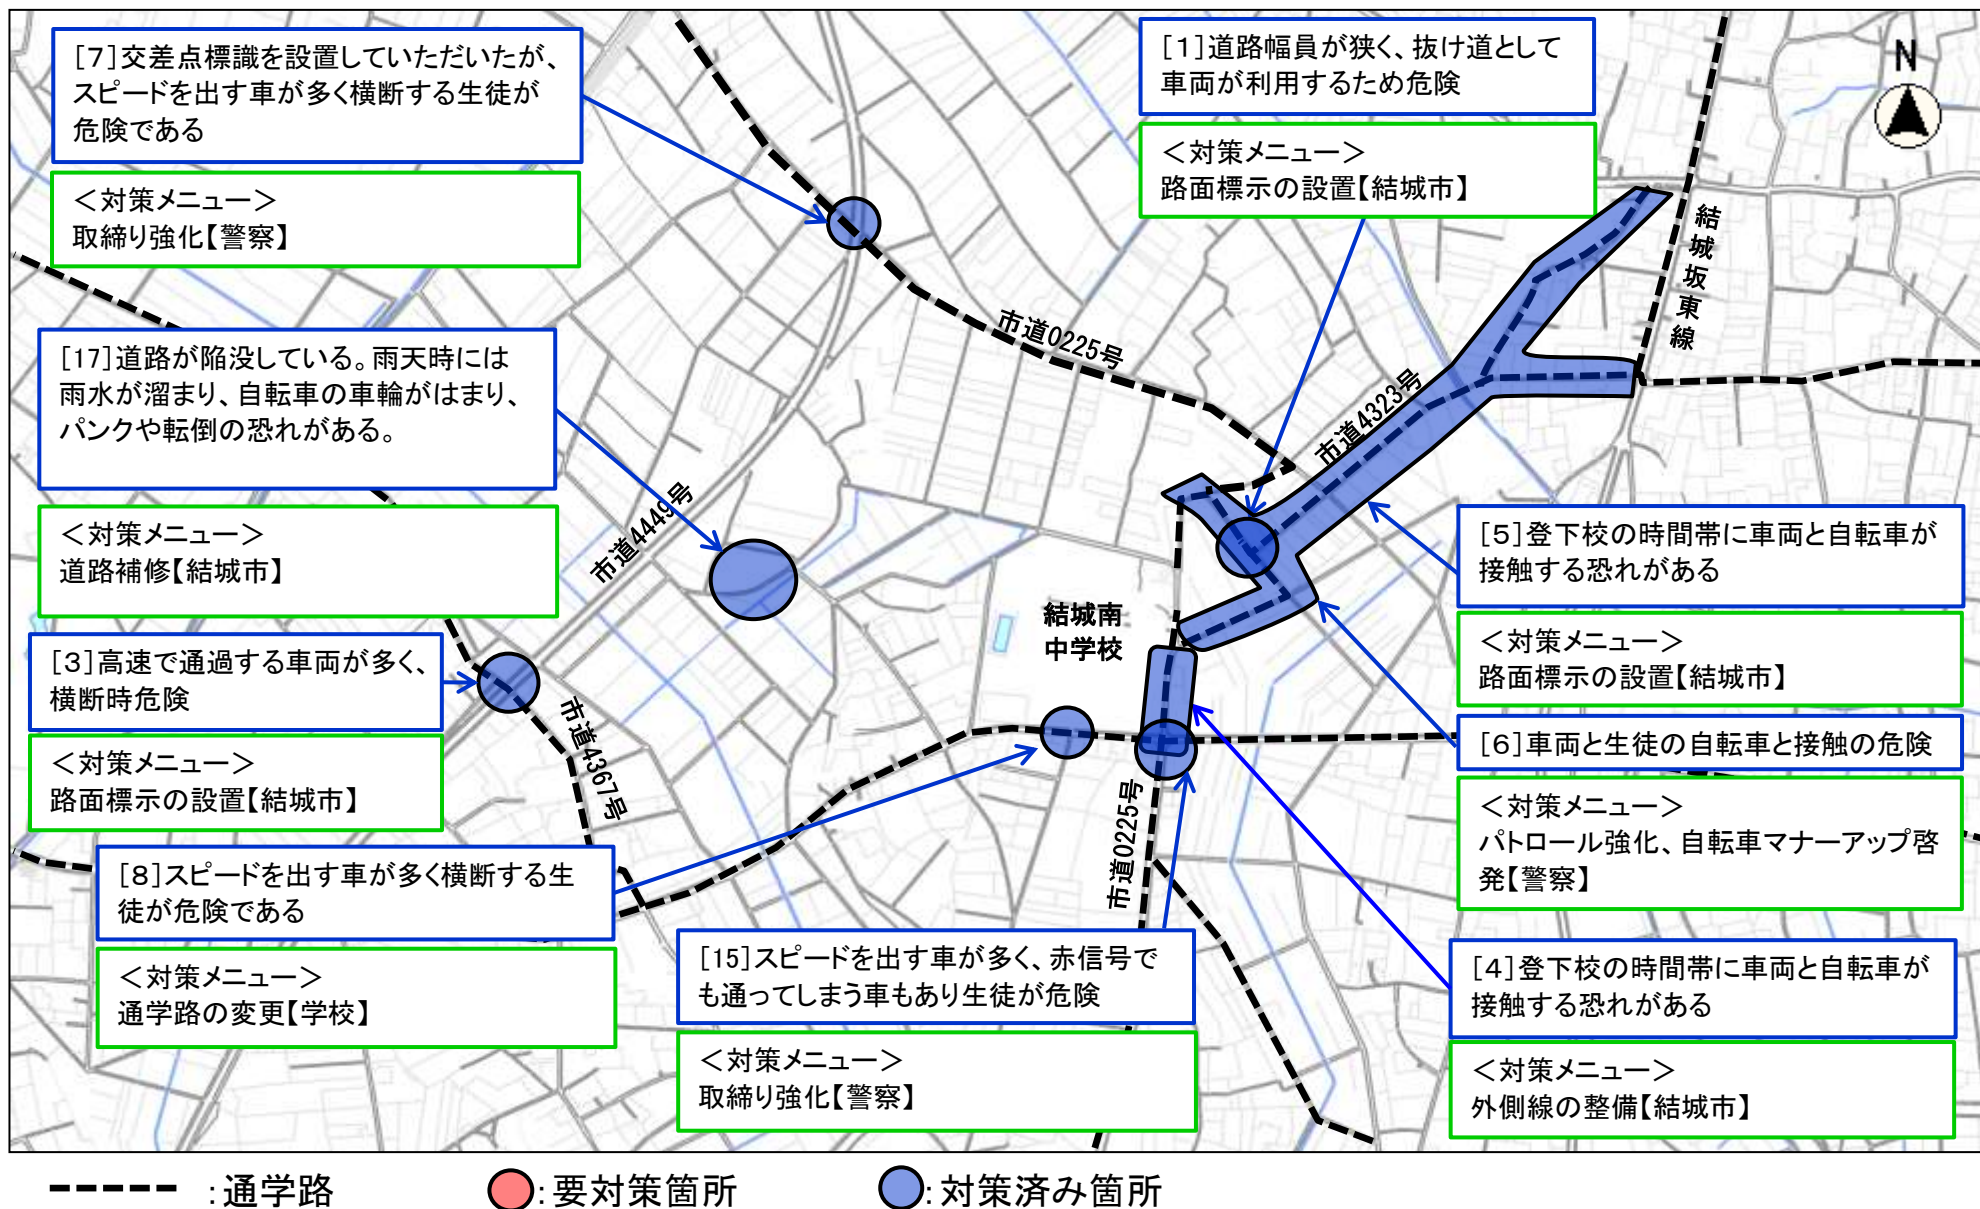 [7]交差点標識を設置していただいたが、
スピードを出す車が多く横断する生徒が
危険である
<対策メニュー>
取締り強化【警察】
[1]道路幅員が狭く、抜け道として
車両が利用するため危険
<対策メニュー>
路面標示の設置【結城市】
N
結城坂東線
[17]道路が陥没している。雨天時には
雨水が溜まり、自転車の車輪がはまり、
パンクや転倒の恐れがある。
<対策メニュー>
道路補修【結城市】
市道0225号
市道4323号
市道4449号
[5]登下校の時間帯に車両と自転車が
接触する恐れがある
<対策メニュー>
路面標示の設置【結城市】
結城南
中学校
[3]高速で通過する車両が多く、
横断時危険
<対策メニュー>
路面標示の設置【結城市】
市道4367号
[6]車両と生徒の自転車と接触の危険
<対策メニュー>
パトロール強化、自転車マナーアップ啓
発【警察】
市道0225号
[8]スピードを出す車が多く横断する生
徒が危険である
<対策メニュー>
通学路の変更【学校】
[15]スピードを出す車が多く、赤信号で
も通ってしまう車もあり生徒が危険
<対策メニュー>
取締り強化【警察】
[4]登下校の時間帯に車両と自転車が
接触する恐れがある
<対策メニュー>
外側線の整備【結城市】
:通学路
:要対策箇所
:対策済み箇所